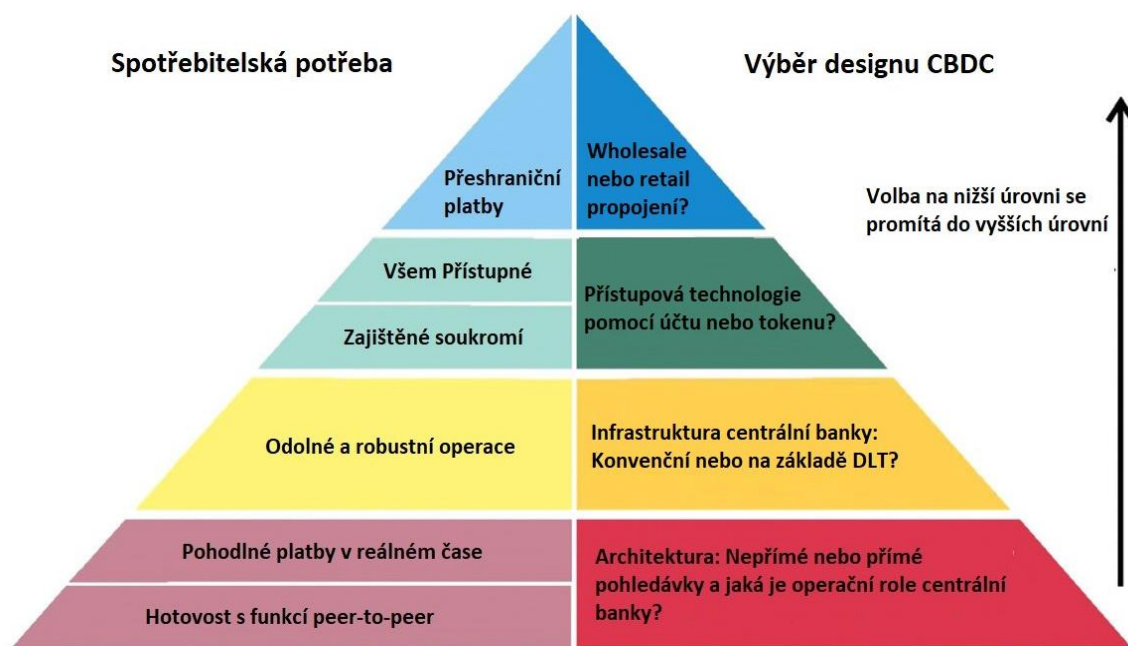 Spotřebitelská potřeba
Výběr designu CBDC
Přeshraniční
platby
Wholesale
nebo retail
propojení?
Volba na nižší úrovni se
promítá do vyšších úrovní
Všem Přístupné
Zajištěné soukromí
Přístupová technologie
pomocí účtu nebo tokenu?
Odolné a robustní operace
Infrastruktura centrální banky:
Konvenční nebo na základě DLT?
Pohodlné platby v reálném čase
Hotovost s funkcí peer-to-peer
Architektura: Nepřímé nebo přímé
pohledávky a jaká je operační role centrální
banky?